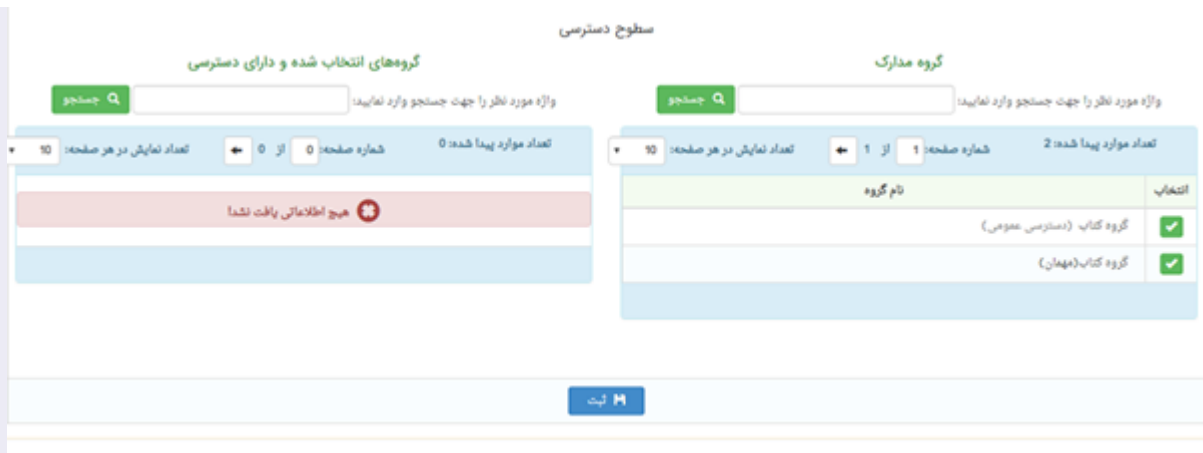 سطوح دسترسی
گروه مدارک
واژه مورد نظر را جهت جستجو وارد نمایید:
جستجو
تعداد موارد پیدا شده: 2 شماره صفحه: 1 از 1 تعداد نمایش در هر صفحه: 10
انتخاب نام گروه
گروه کتاب (دسترسی عمومی)
گروه کتاب(مهمان)
گروه‌های انتخاب شده و دارای دسترسی
واژه مورد نظر را جهت جستجو وارد نمایید:
جستجو
تعداد موارد پیدا شده: 0 شماره صفحه: 0 از 0 تعداد نمایش در هر صفحه: 10
هیچ اطلاعاتی یافت نشد!
ثبت